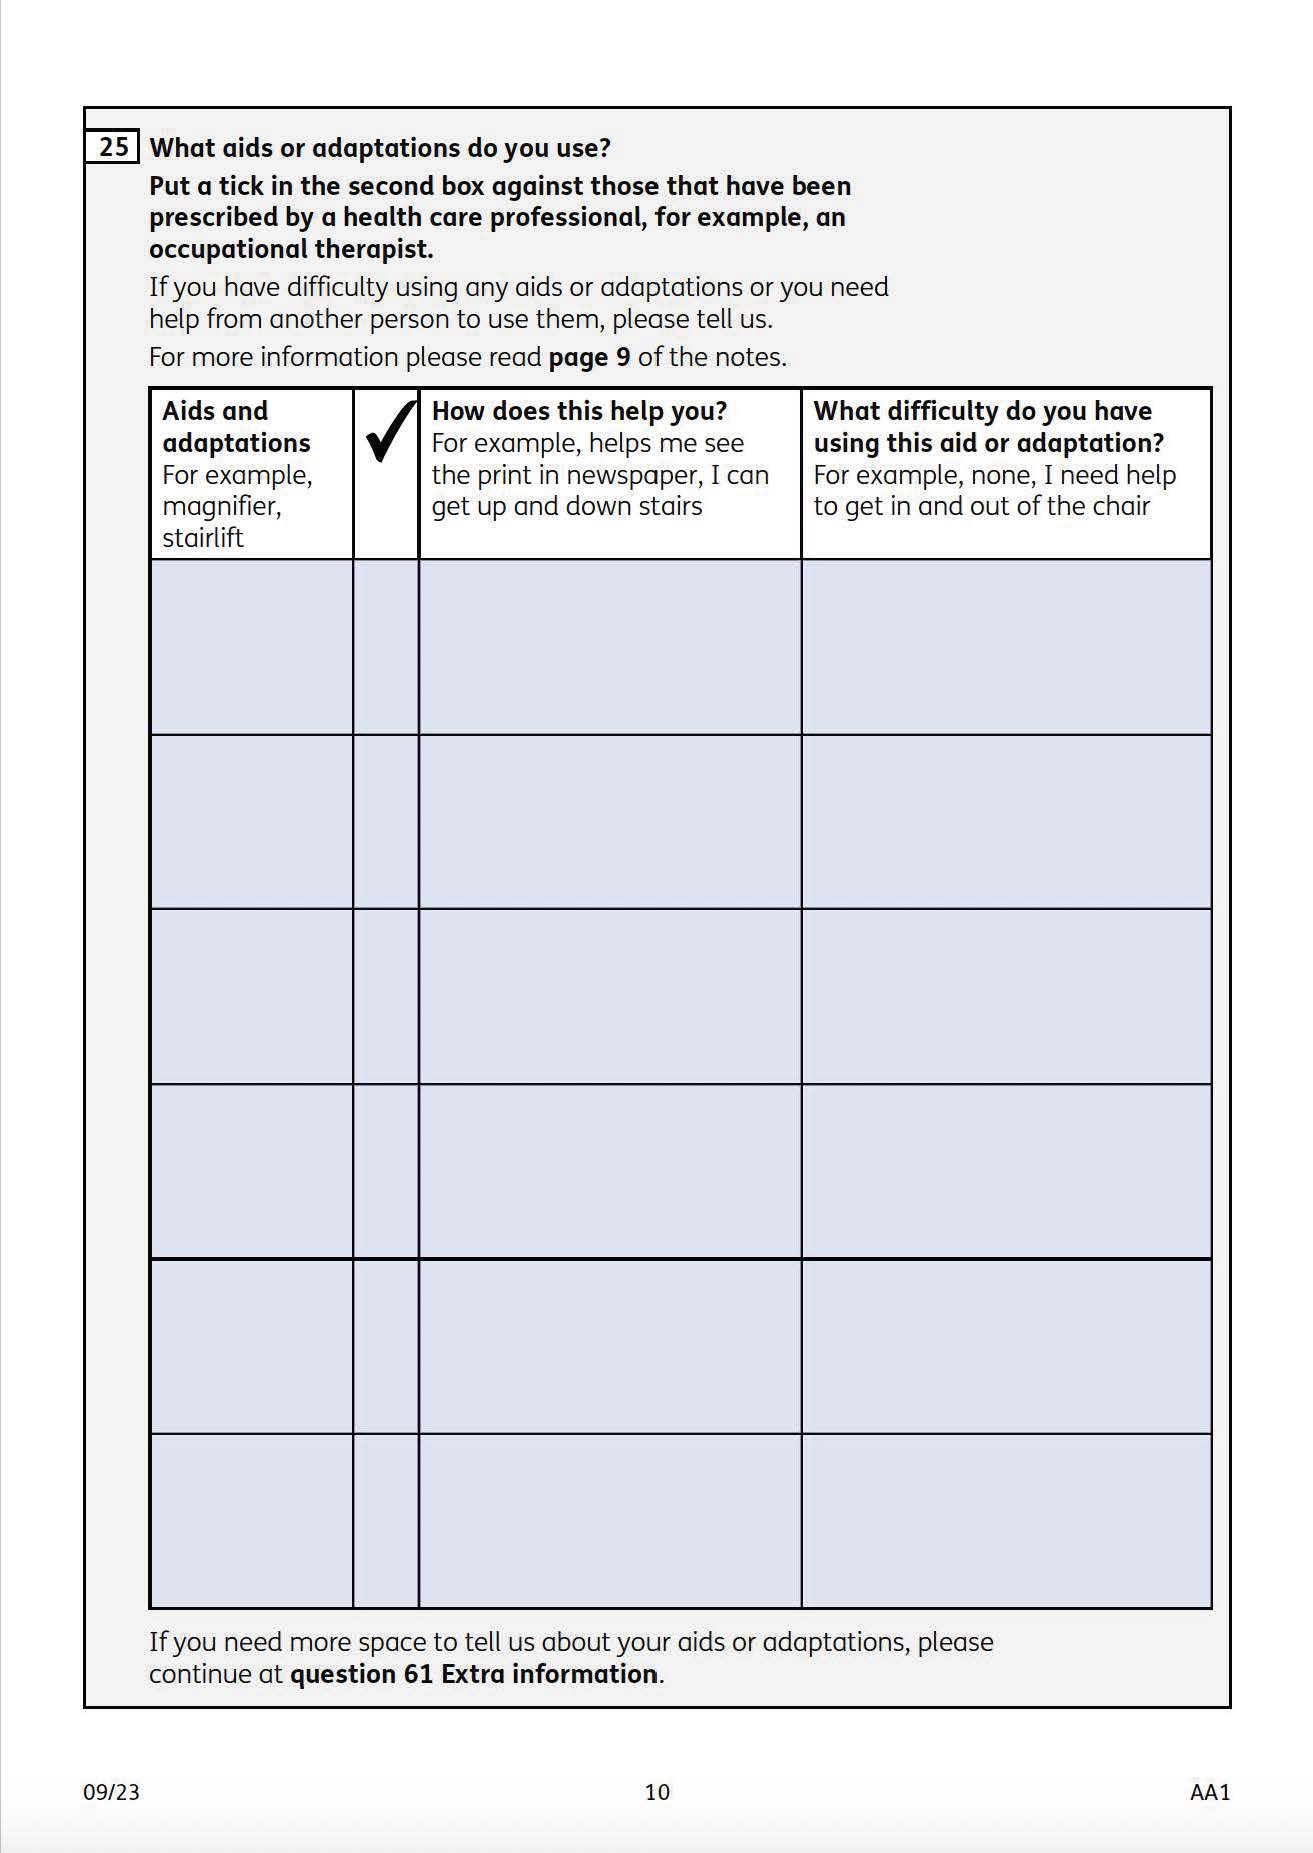 25 What aids or adaptations do you use?
Put a tick in the second box against those that have been
prescribed by a health care professional, for example, an
occupational therapist.
If you have difficulty using any aids or adaptations or you need
help from another person to use them, please tell us.
For more information please read page 9 of the notes.
Aids and
adaptations
For example,
magnifier,
stairlift
✓
How does this help you?
For example, helps me see
the print in newspaper, I can
get up and down stairs
What difficulty do you have
using this aid or adaptation?
For example, none, I need help
to get in and out of the chair
If you need more space to tell us about your aids or adaptations, please
continue at question 61 Extra information.
09/23 10 AA1